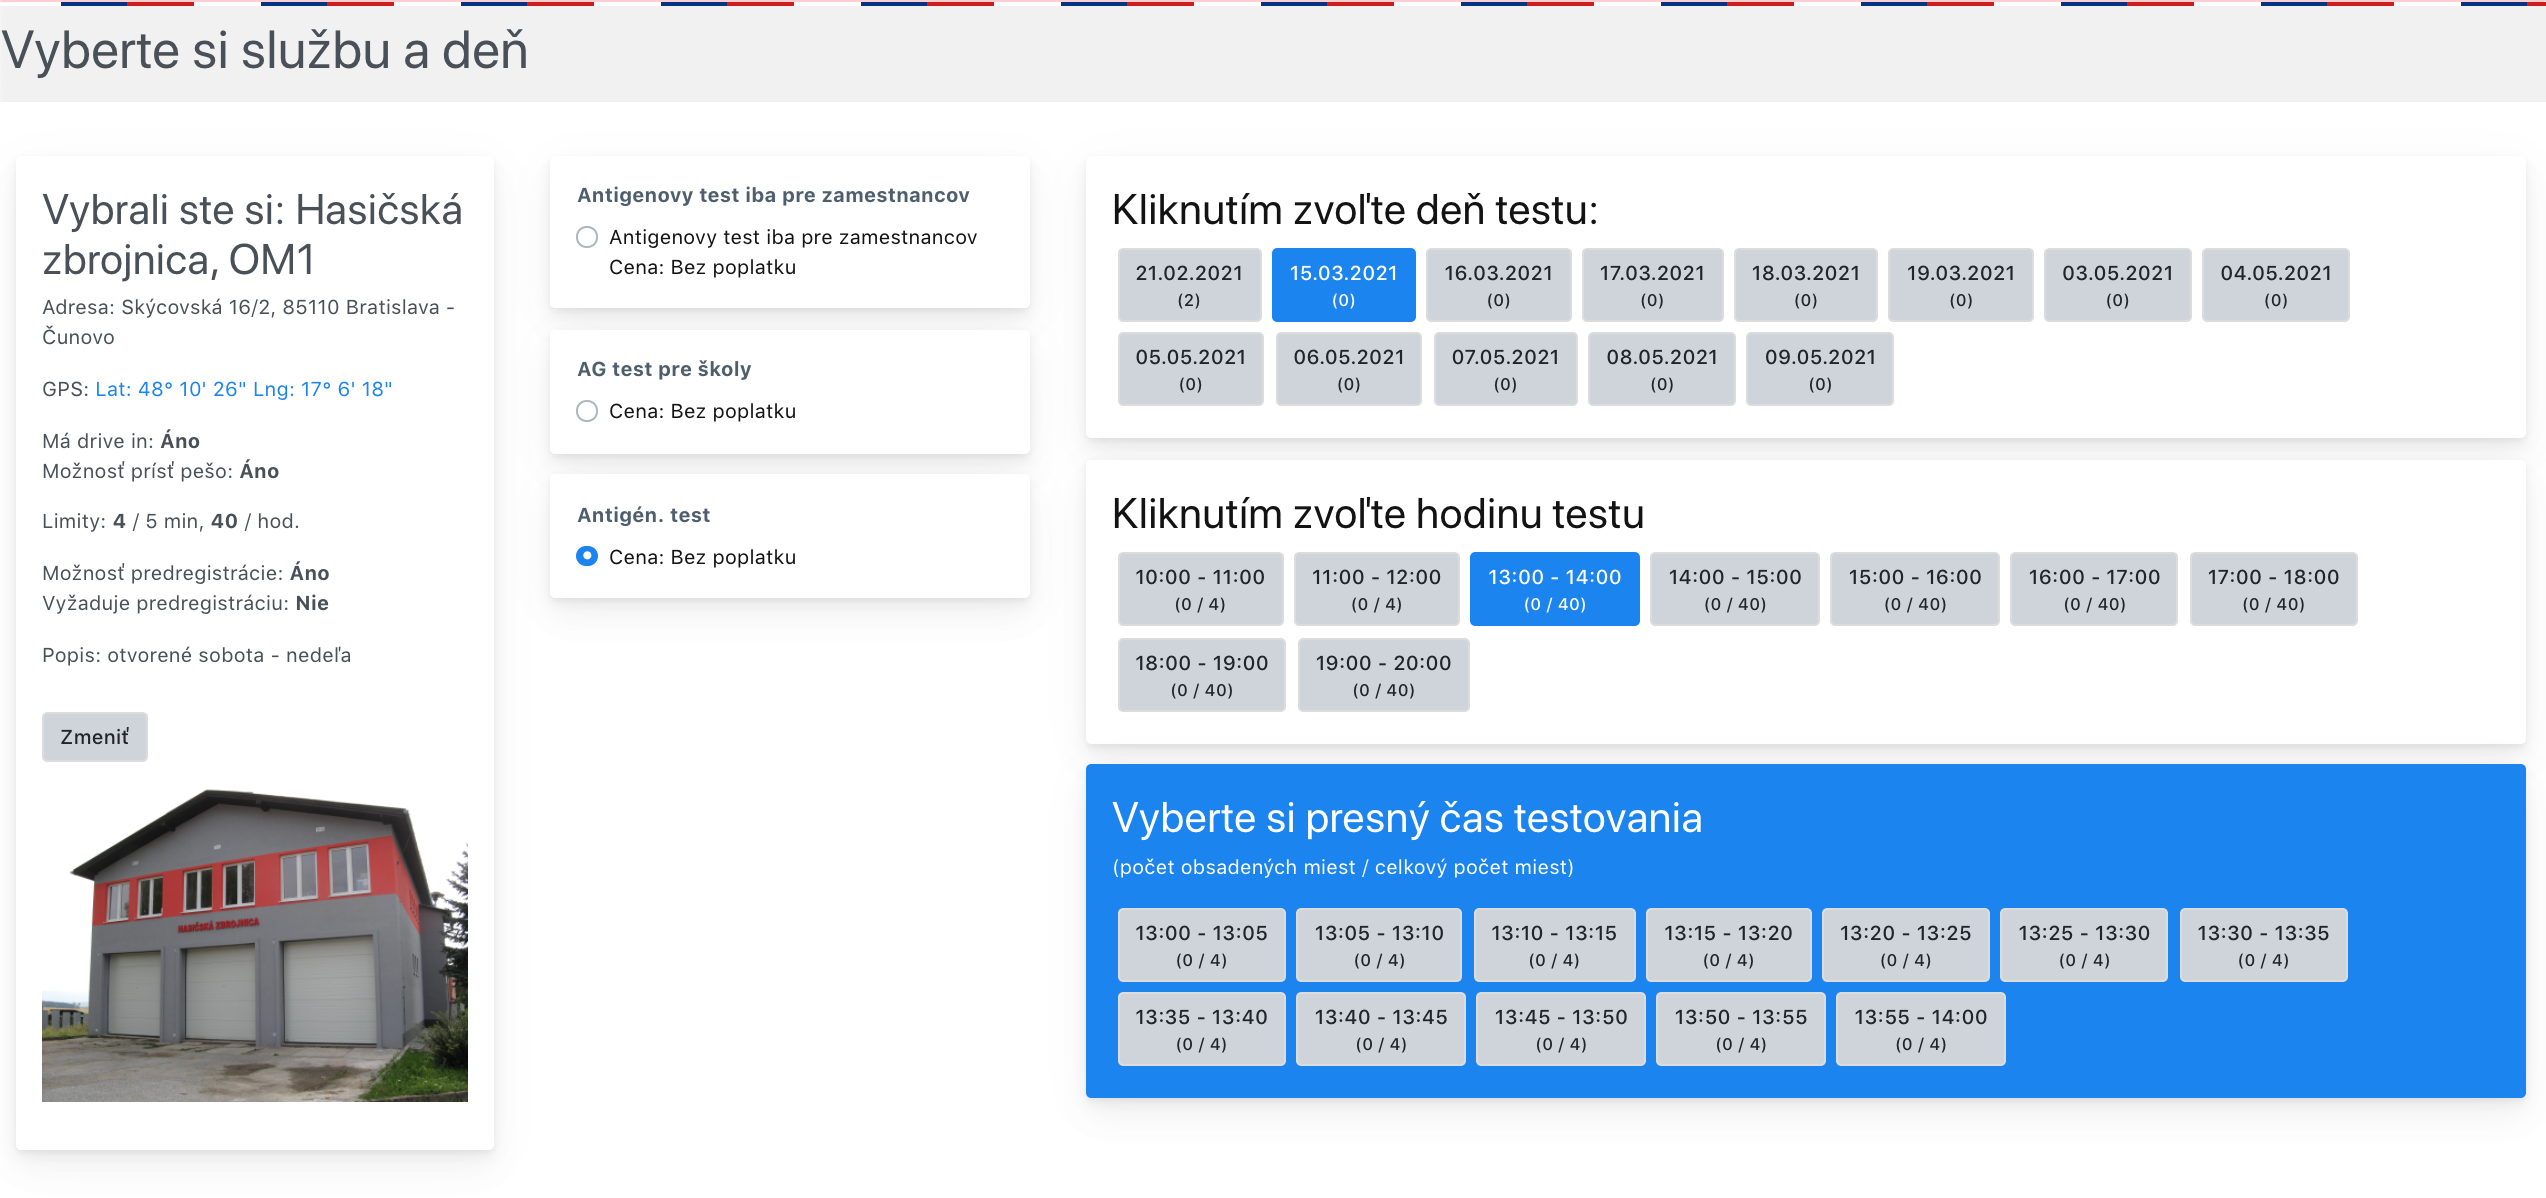 Vyberte si službu a deň
Vybrali ste si: Hasičská
zbrojnica, OM1
Adresa: Skýcovská 16/2, 85110 Bratislava -
Čunovo
GPS: Lat: 48° 10' 26" Lng: 17° 6' 18"
Má drive in: Áno
Možnosť prísť pešo: Áno
Limity: 4 / 5 min, 40 / hod.
Možnosť predregistrácie: Áno
Vyžaduje predregistráciu: Nie
Popis: otvorené sobota - nedeľa
Zmeniť
HASIČSKÁ ZBROJNICA
Antigenovy test iba pre zamestnancov
Antigenovy test iba pre zamestnancov
Cena: Bez poplatku
AG test pre školy
Cena: Bez poplatku
Antigén. test
Cena: Bez poplatku
Kliknutím zvoľte deň testu:
21.02.2021 15.03.2021 16.03.2021 17.03.2021 18.03.2021 19.03.2021 03.05.2021 04.05.2021
(2) (0) (0) (0) (0) (0) (0) (0)
05.05.2021 06.05.2021 07.05.2021 08.05.2021 09.05.2021
(0) (0) (0) (0) (0)
Kliknutím zvoľte hodinu testu
10:00 - 11:00 11:00 - 12:00 13:00 - 14:00 14:00 - 15:00 15:00 - 16:00 16:00 - 17:00 17:00 - 18:00
(0 / 4) (0 / 4) (0 / 40) (0 / 40) (0 / 40) (0 / 40) (0 / 40)
18:00 - 19:00 19:00 - 20:00
(0 / 40) (0 / 40)
Vyberte si presný čas testovania
(počet obsadených miest / celkový počet miest)
13:00 - 13:05 13:05 - 13:10 13:10 - 13:15 13:15 - 13:20 13:20 - 13:25 13:25 - 13:30 13:30 - 13:35
(0 / 4) (0 / 4) (0 / 4) (0 / 4) (0 / 4) (0 / 4) (0 / 4)
13:35 - 13:40 13:40 - 13:45 13:45 - 13:50 13:50 - 13:55 13:55 - 14:00
(0 / 4) (0 / 4) (0 / 4) (0 / 4) (0 / 4)